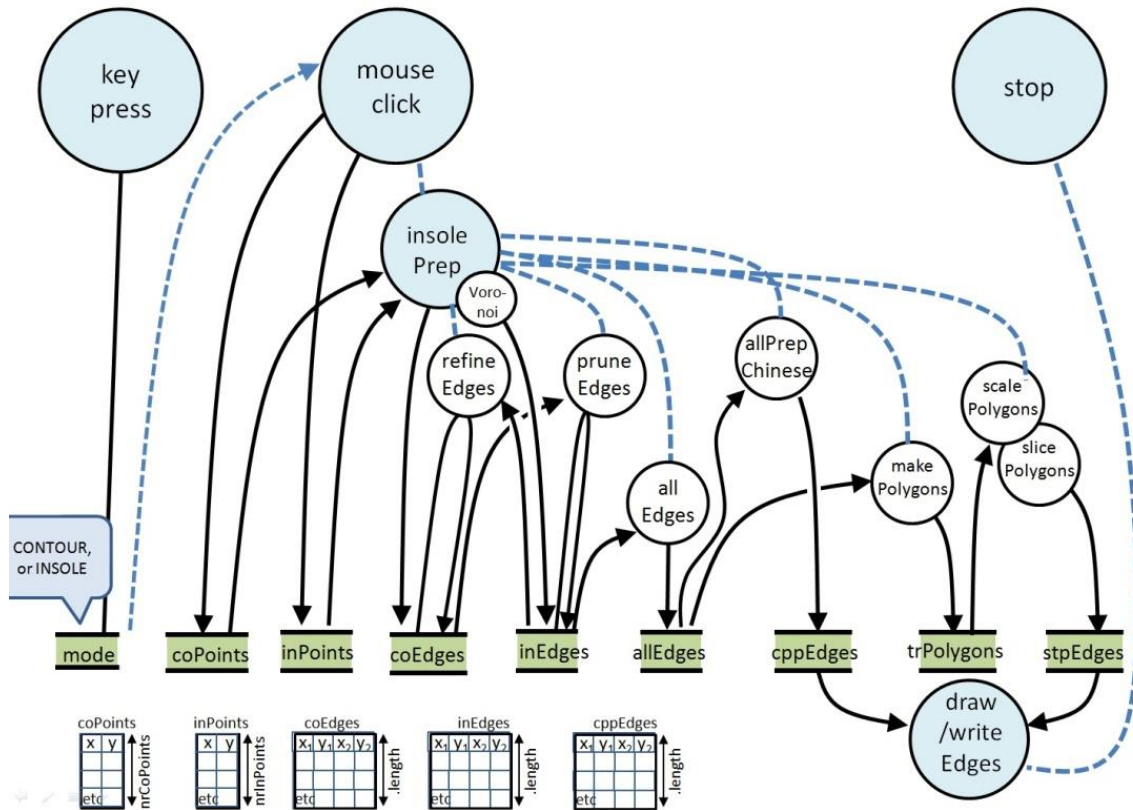 key
press
mouse
click
stop
insole
Prep
Voro-
noi
refine
Edges
prune
Edges
allPrep
Chinese
scale
Polygons
slice
Polygons
make
Polygons
all
Edges
CONTOUR,
or INSOLE
mode
coPoints
inPoints
coEdges
inEdges
allEdges
cppEdges
trPolygons
stpEdges
draw
/write
Edges
coPoints
x y
etc
nrCoPoints
inPoints
x y
etc
nrInPoints
coEdges
x₁ y₁ x₂ y₂
etc
.length
inEdges
x₁ y₁ x₂ y₂
etc
.length
cppEdges
x₁ y₁ x₂ y₂
etc
.length